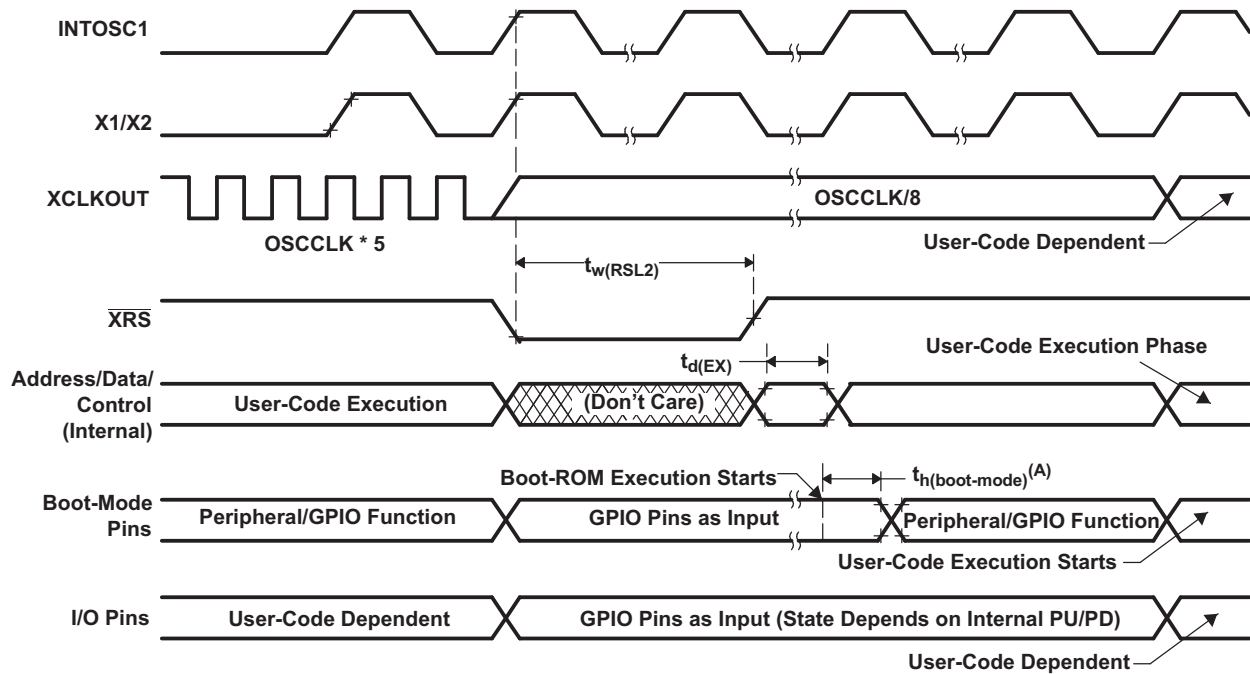 INTOSC1
X1/X2
XCLKOUT
OSCCLK/8
OSCCLK * 5
User-Code Dependent
tw(RSL2)
XRS
td(EX)
User-Code Execution Phase
Address/Data/
Control
(Internal)
User-Code Execution
(Don't Care)
Boot-ROM Execution Starts
th(boot-mode)(A)
Boot-Mode
Pins
Peripheral/GPIO Function
GPIO Pins as Input
Peripheral/GPIO Function
User-Code Execution Starts
I/O Pins
User-Code Dependent
GPIO Pins as Input (State Depends on Internal PU/PD)
User-Code Dependent